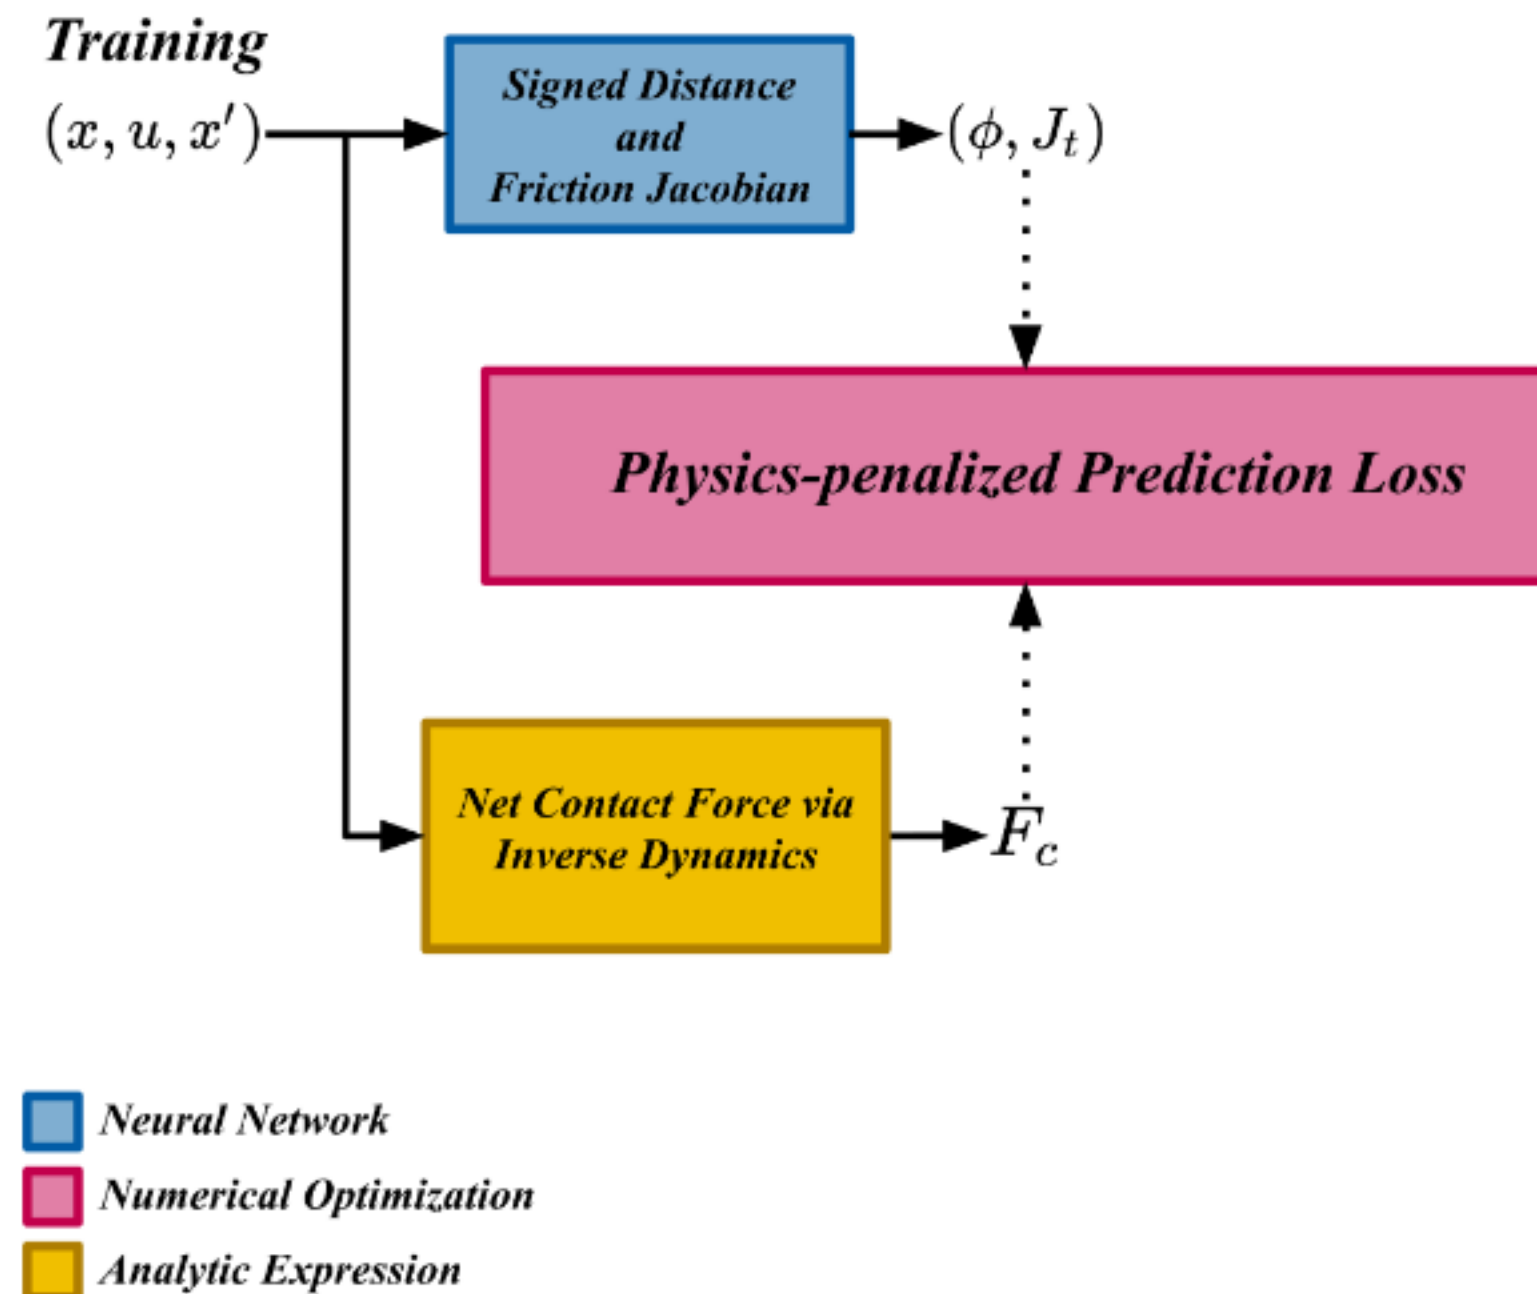 Training
(x, u, x′)
Signed Distance
and
Friction Jacobian
(ϕ, Jₜ)
Physics-penalized Prediction Loss
Net Contact Force via
Inverse Dynamics
F_c
Neural Network
Numerical Optimization
Analytic Expression